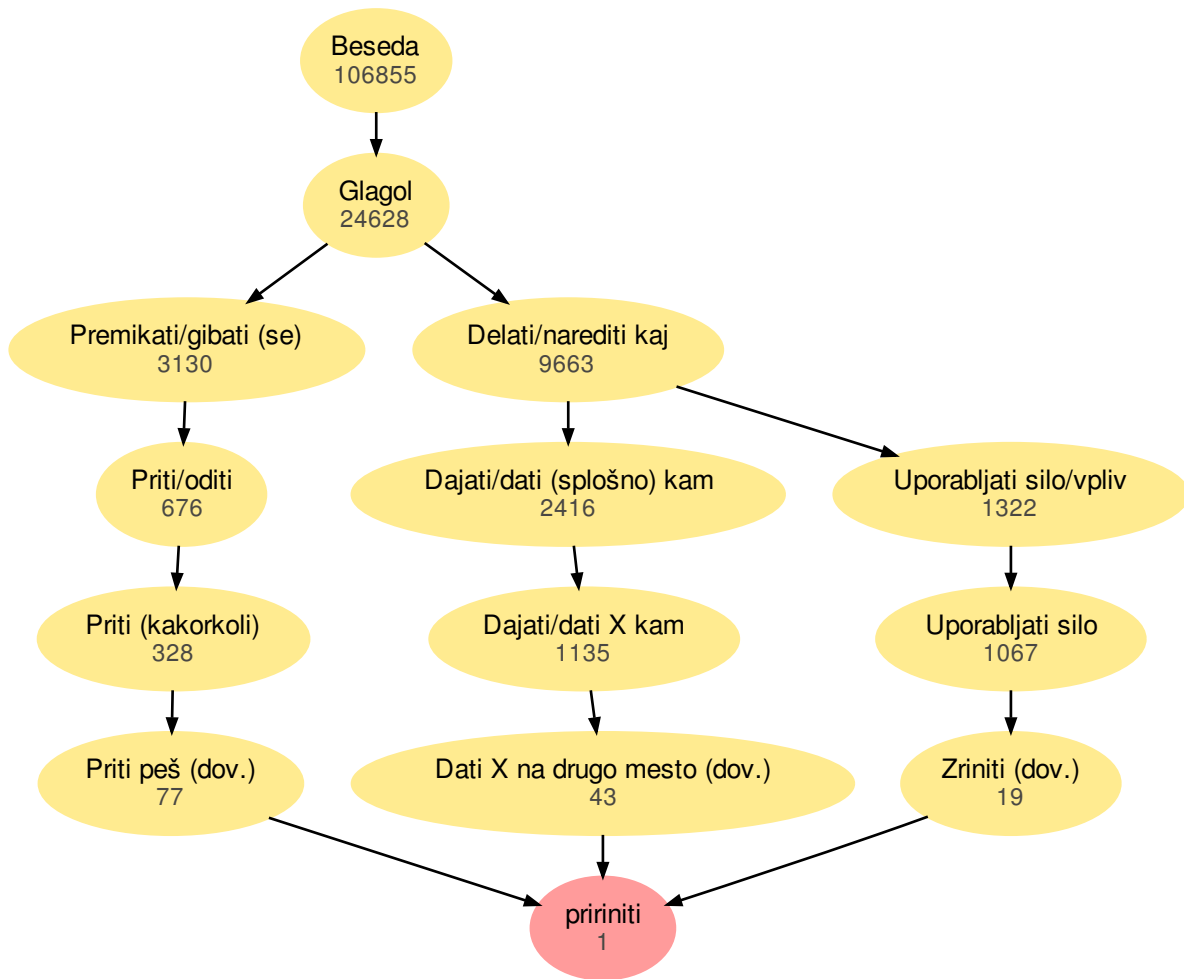 Beseda
106855
Glagol
24628
Premikati/gibati (se)
3130
Delati/narediti kaj
9663
Priti/oditi
676
Dajati/dati (splošno) kam
2416
Uporabljati silo/vpliv
1322
Priti (kakorkoli)
328
Dajati/dati X kam
1135
Uporabljati silo
1067
Priti peš (dov.)
77
Dati X na drugo mesto (dov.)
43
Zriniti (dov.)
19
pririniti
1